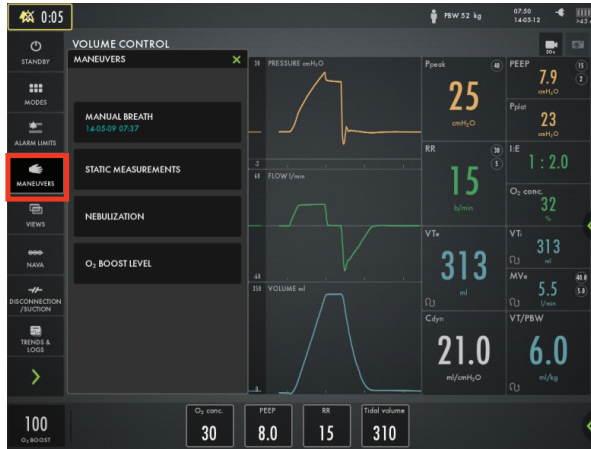 0:05
PBW 52 kg
07:50
14-05-12
STANDBY
MODES
ALARM LIMITS
MANEUVERS
VIEWS
NAVA
DISCONNECTION
/SUCTION
TRENDS &
LOGS
VOLUME CONTROL
MANEUVERS
MANUAL BREATH
14-05-09 07:37
STATIC MEASUREMENTS
NEBULIZATION
O₂ BOOST LEVEL
PRESSURE cmH₂O
FLOW l/min
VOLUME ml
30 s
Ppeak
40
25
cmH₂O
PEEP
15
2
7.9
cmH₂O
Pplat
23
cmH₂O
RR
30
5
15
b/min
I:E
1 : 2.0
O₂ conc.
32
%
VTe
313
ml
VTi
313
ml
MVe
40.0
5.0
5.5
l/min
Cdyn
21.0
ml/cmH₂O
VT/PBW
6.0
ml/kg
100
O₂ BOOST
O₂ conc.
30
PEEP
8.0
RR
15
Tidal volume
310